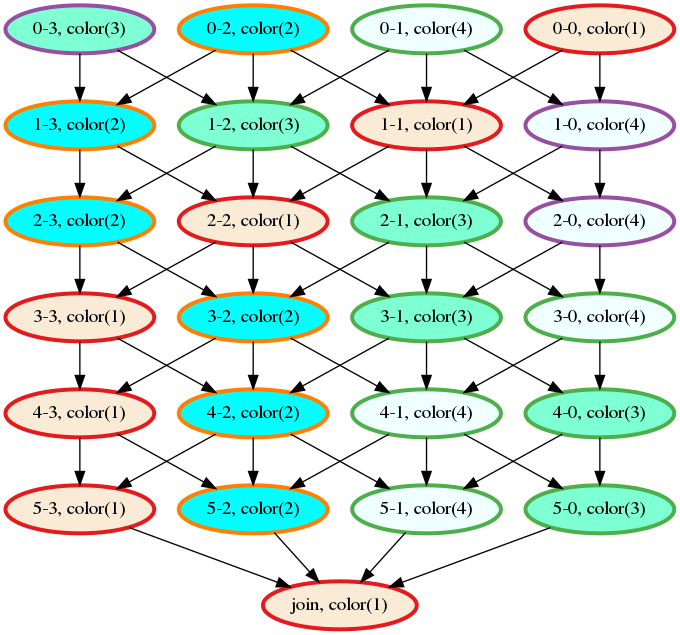 0-3, color(3)
0-2, color(2)
0-1, color(4)
0-0, color(1)
1-3, color(2)
1-2, color(3)
1-1, color(1)
1-0, color(4)
2-3, color(2)
2-2, color(1)
2-1, color(3)
2-0, color(4)
3-3, color(1)
3-2, color(2)
3-1, color(3)
3-0, color(4)
4-3, color(1)
4-2, color(2)
4-1, color(4)
4-0, color(3)
5-3, color(1)
5-2, color(2)
5-1, color(4)
5-0, color(3)
join, color(1)